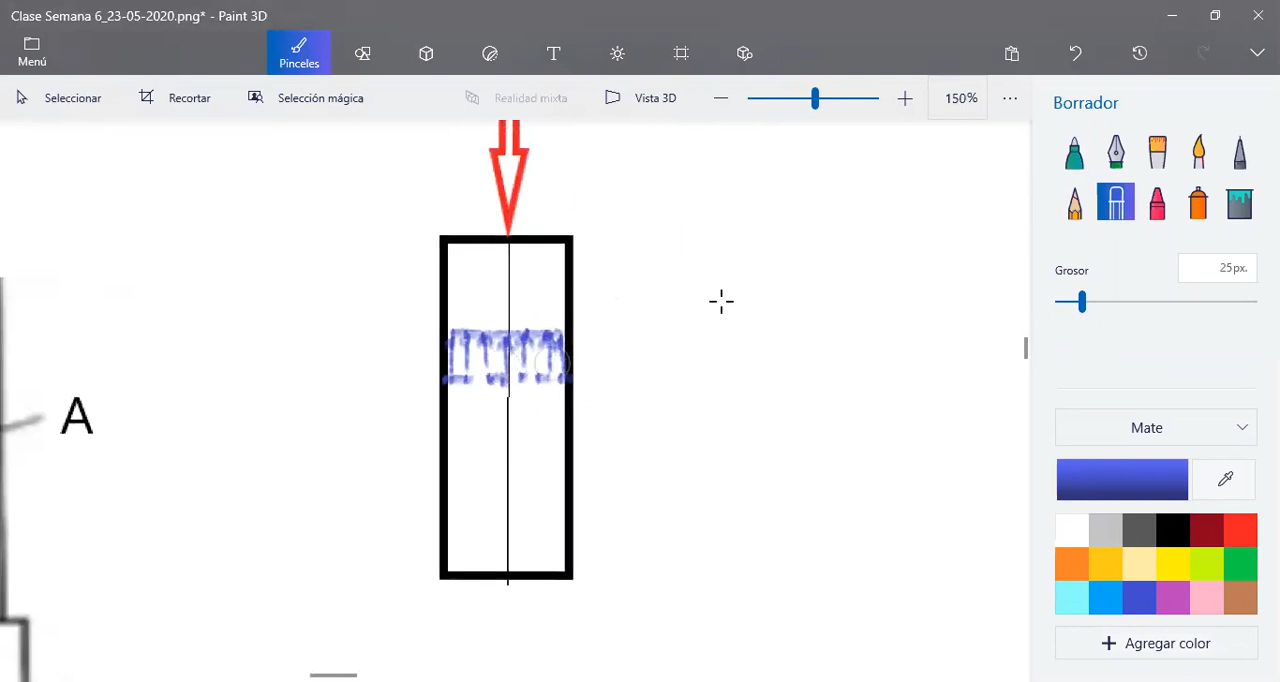 Clase Semana 6_23-05-2020.png* - Paint 3D
Menú
Pinceles
Seleccionar
Recortar
Selección mágica
Realidad mixta
Vista 3D
150%
Borrador
Grosor
25px.
A
Mate
Agregar color